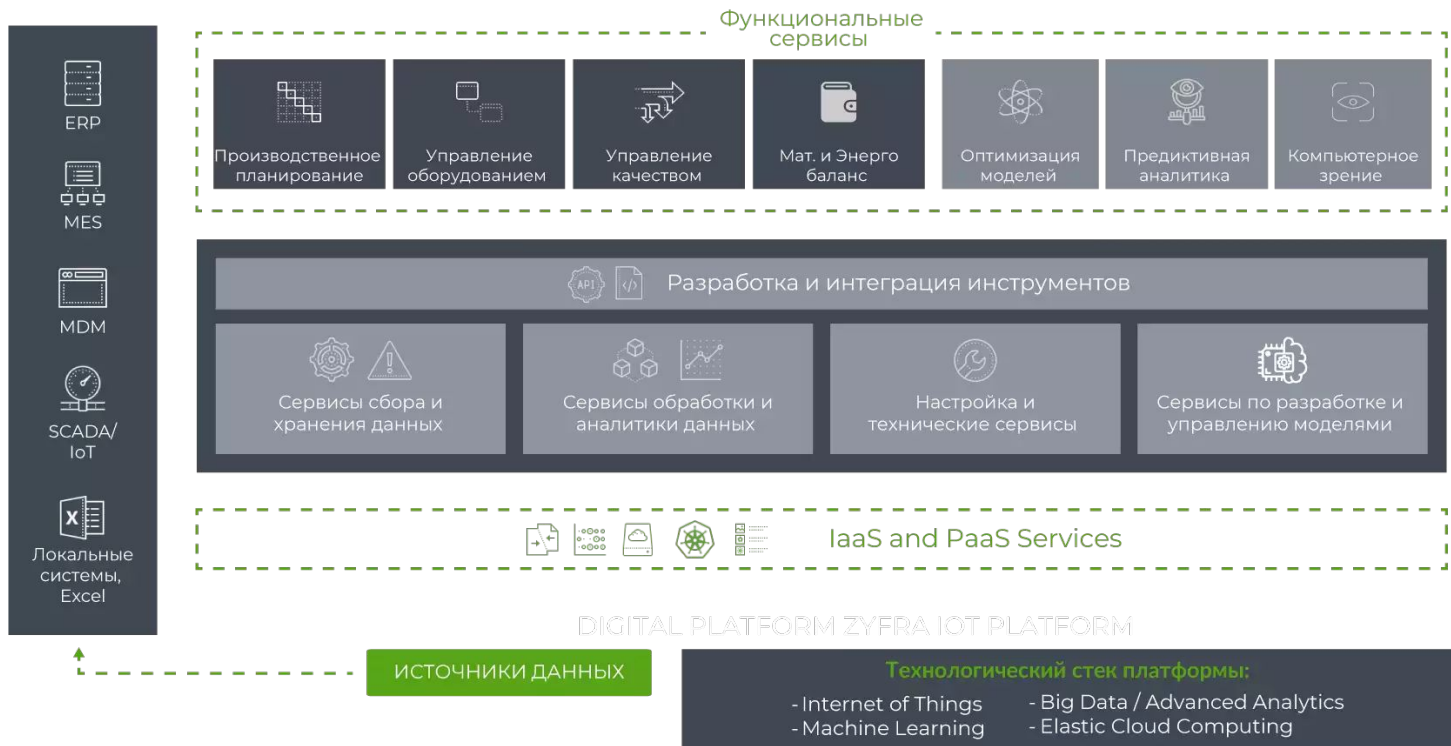 ERP
MES
MDM
SCADA/
IoT
X
Локальные
системы,
Excel
Функциональные
сервисы
Производственное
планирование
Управление
оборудованием
Управление
качеством
Мат. и Энерго
баланс
Оптимизация
моделей
Предиктивная
аналитика
Компьютерное
зрение
API
</>
Разработка и интеграция инструментов
Сервисы сбора и
хранения данных
Сервисы обработки и
аналитики данных
Настройка и
технические сервисы
Сервисы по разработке и
управлению моделями
IaaS and PaaS Services
DIGITAL PLATFORM ZYFRA IOT PLATFORM
ИСТОЧНИКИ ДАННЫХ
Технологический стек платформы:
- Internet of Things
- Machine Learning
- Big Data / Advanced Analytics
- Elastic Cloud Computing